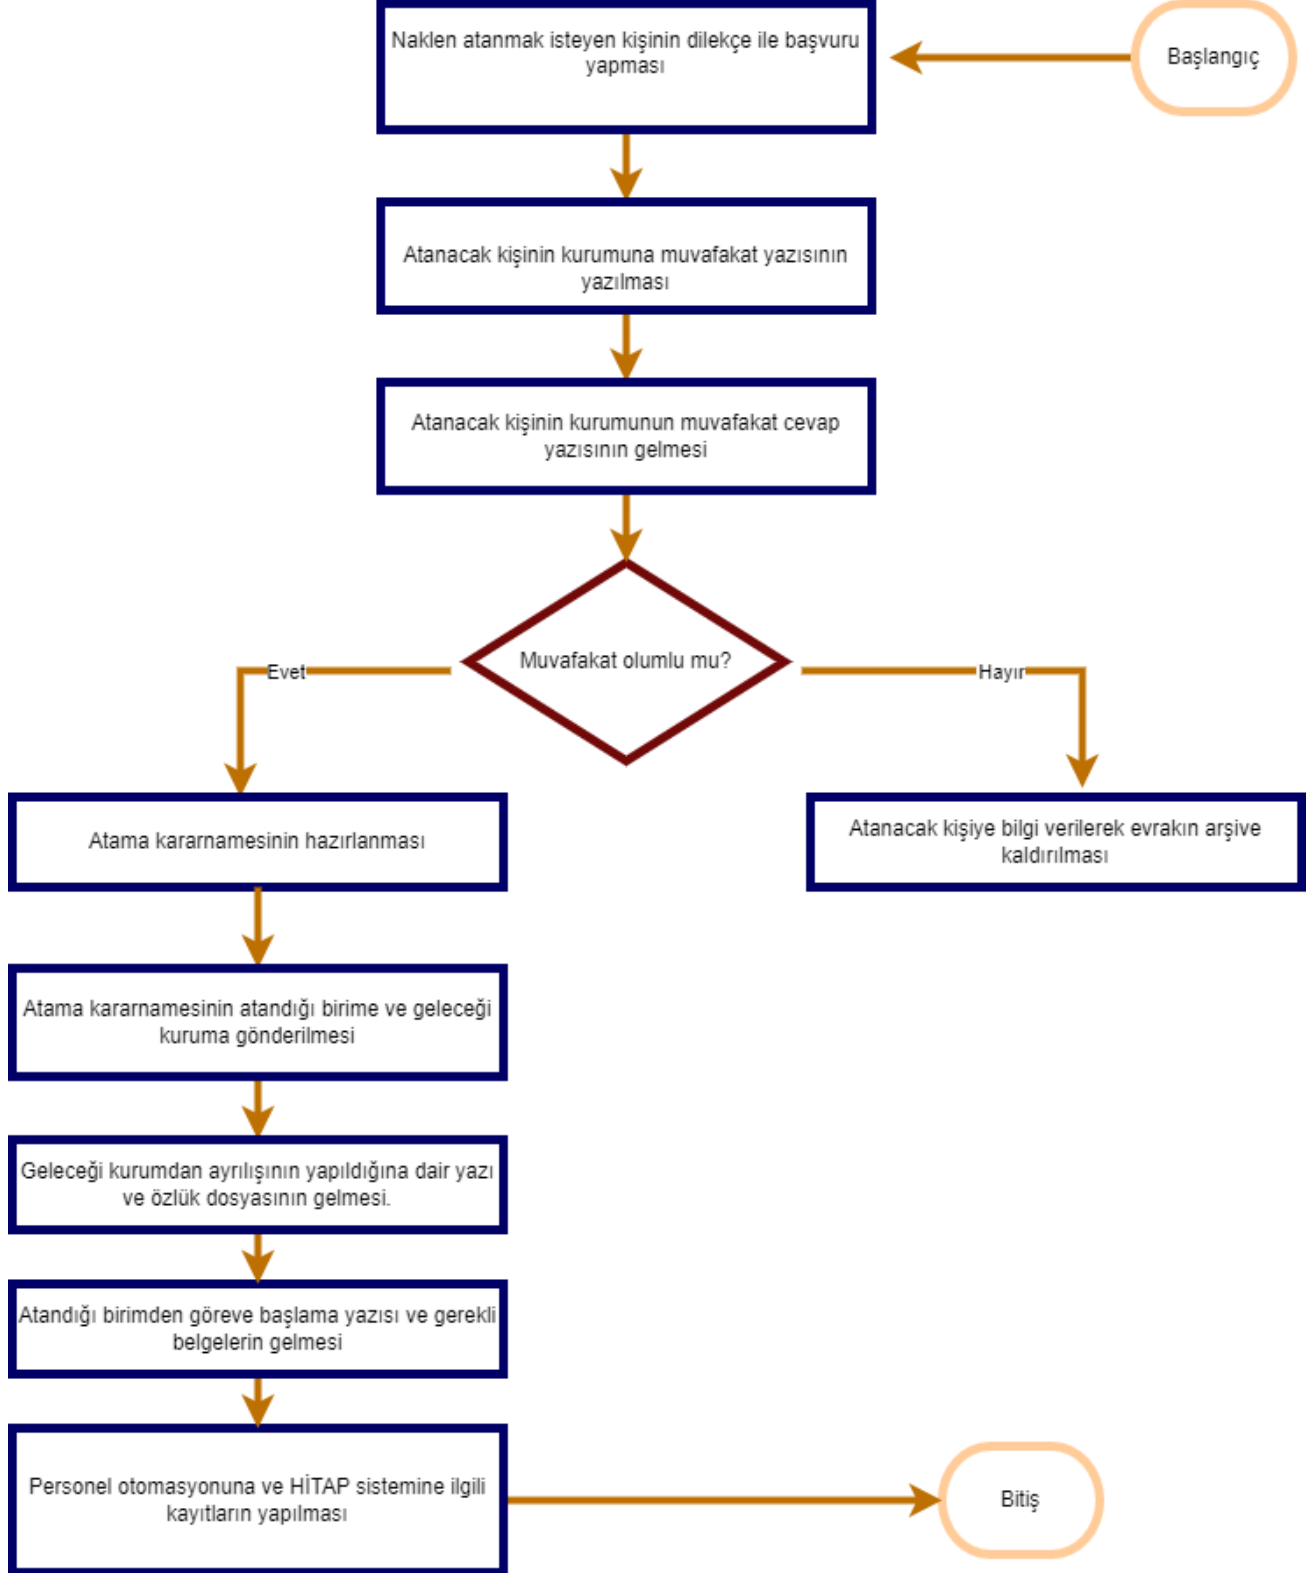 Başlangıç
Naklen atanmak isteyen kişinin dilekçe ile başvuru
yapması
Atanacak kişinin kurumuna muvafakat yazısının
yazılması
Atanacak kişinin kurumunun muvafakat cevap
yazısının gelmesi
Muvafakat olumlu mu?
Evet
Hayır
Atama kararnamesinin hazırlanması
Atanacak kişiye bilgi verilerek evrakın arşive
kaldırılması
Atama kararnamesinin atandığı birime ve geleceği
kuruma gönderilmesi
Geleceği kurumdan ayrılışının yapıldığına dair yazı
ve özlük dosyasının gelmesi.
Atandığı birimden göreve başlama yazısı ve gerekli
belgelerin gelmesi
Personel otomasyonuna ve HİTAP sistemine ilgili
kayıtların yapılması
Bitiş